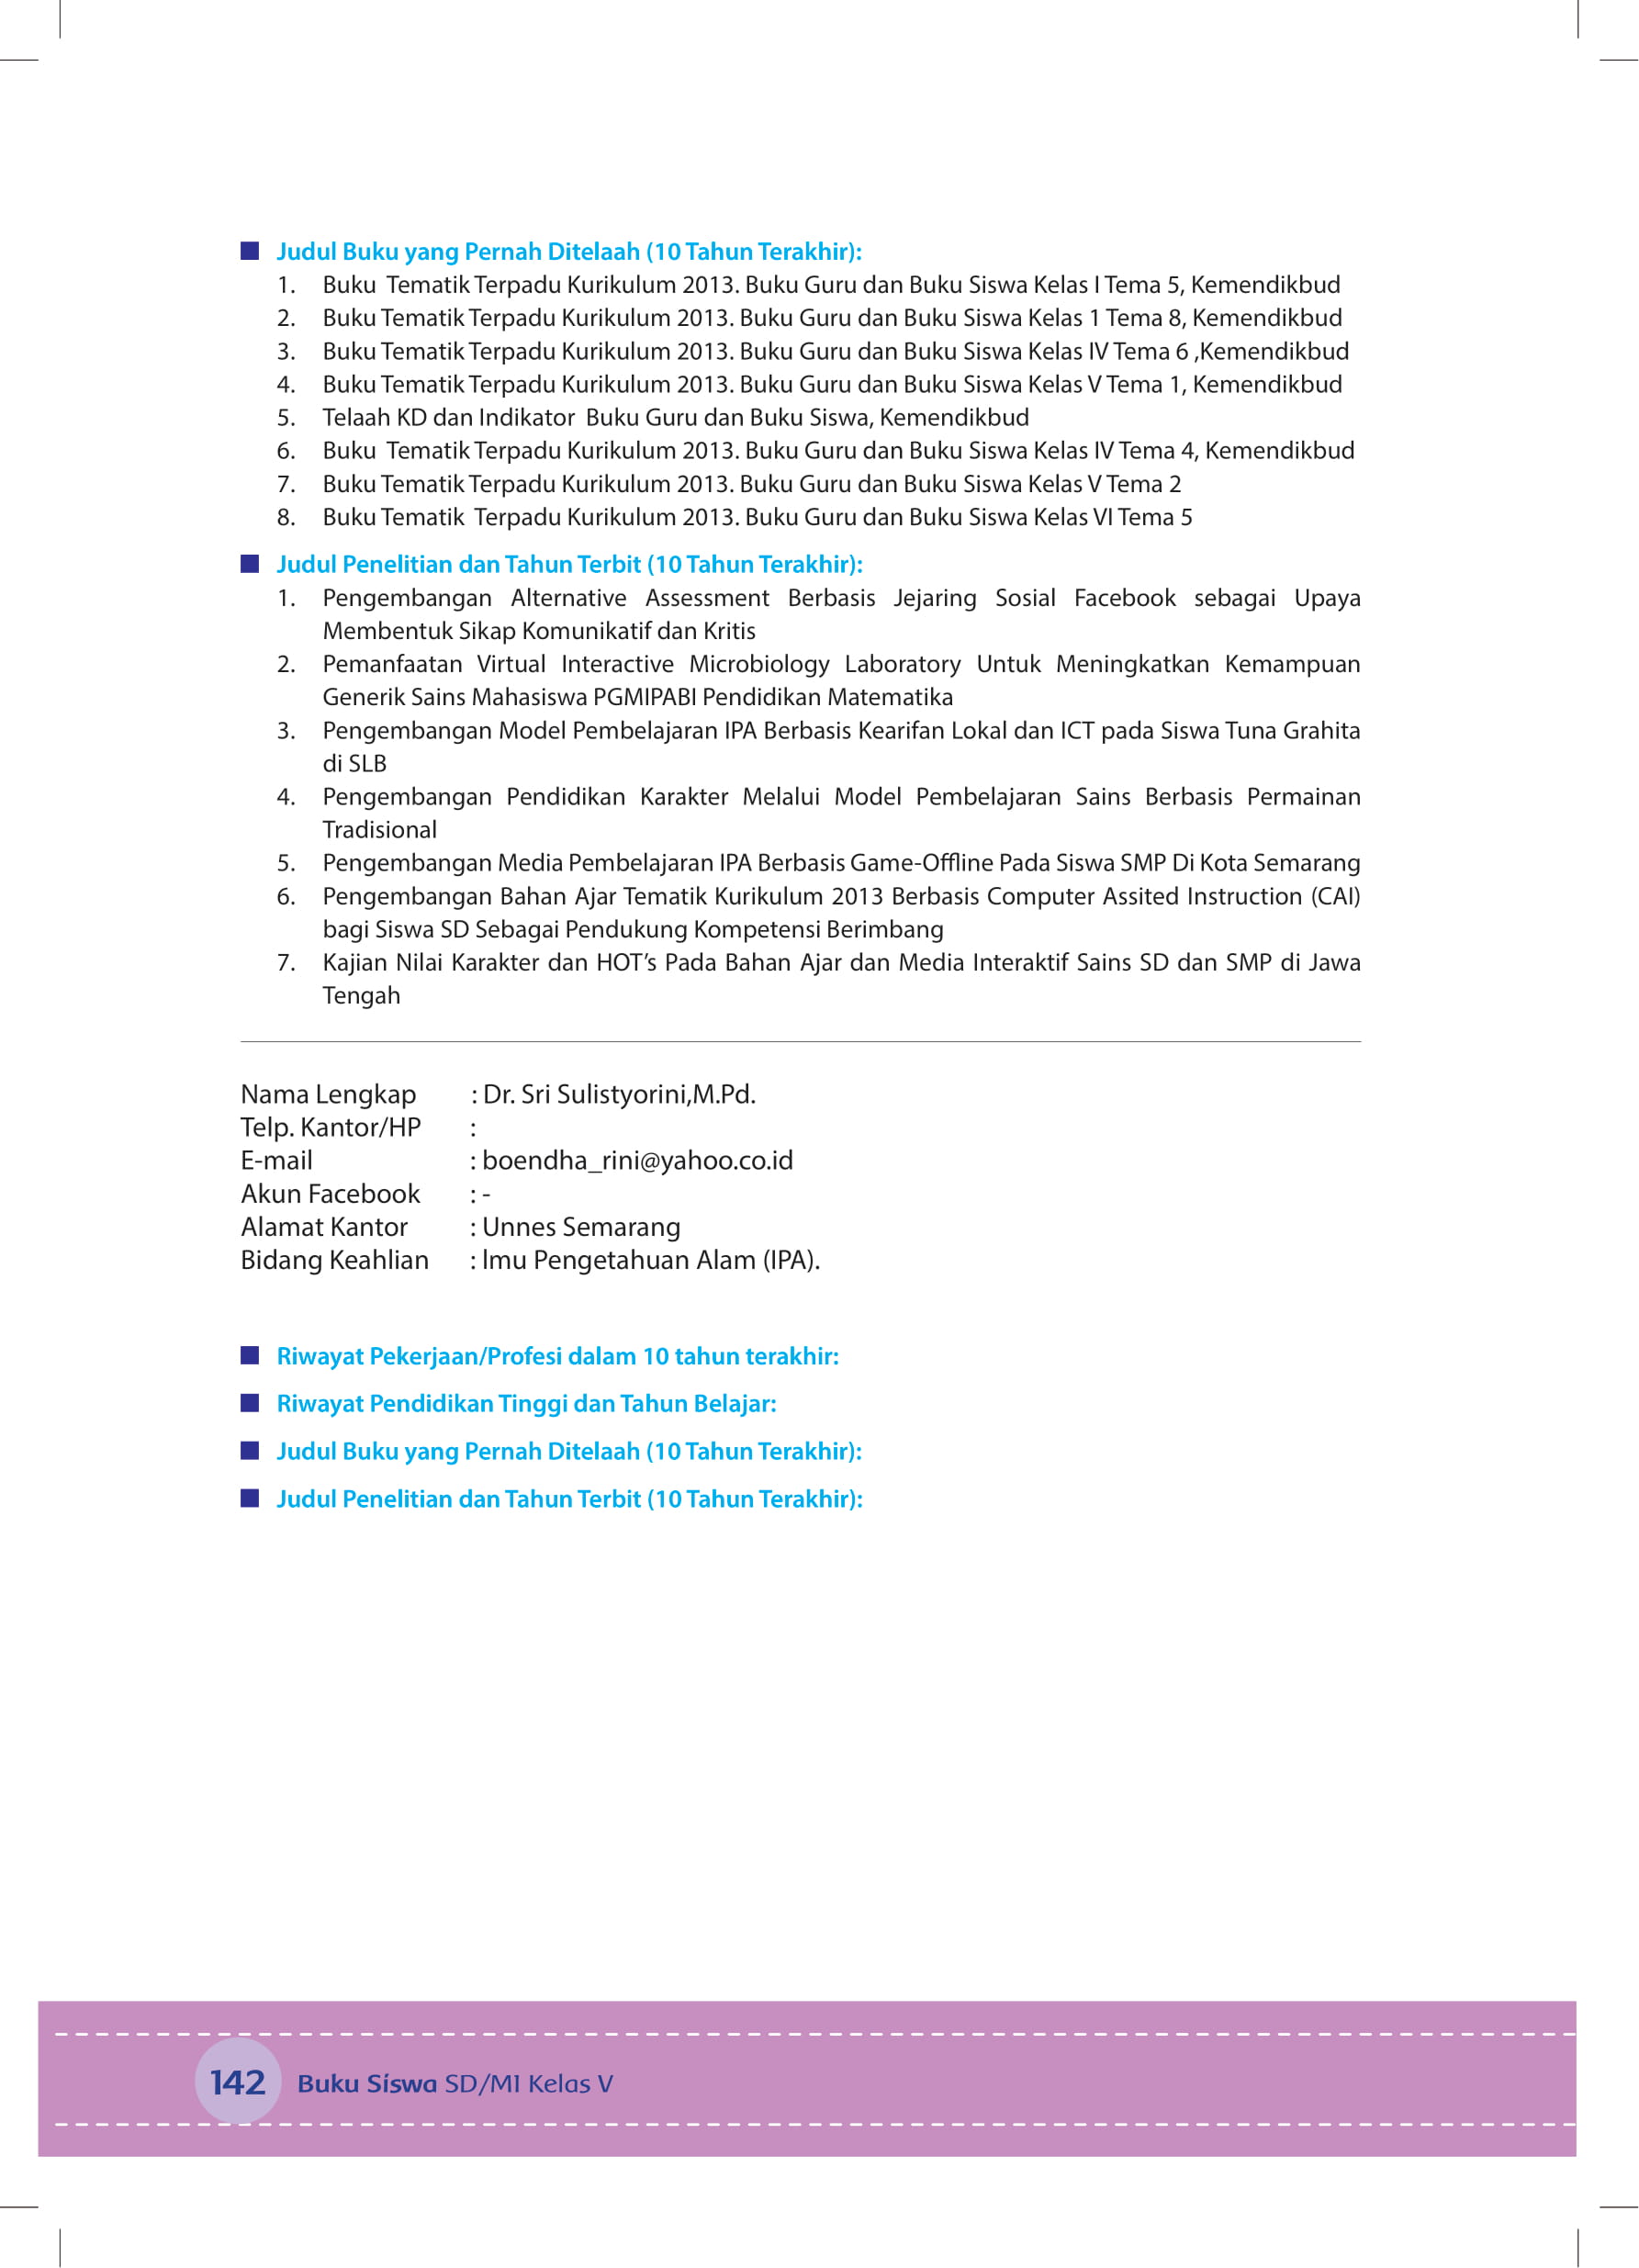 Judul Buku yang Pernah Ditelaah (10 Tahun Terakhir):
1. Buku Tematik Terpadu Kurikulum 2013. Buku Guru dan Buku Siswa Kelas I Tema 5, Kemendikbud
2. Buku Tematik Terpadu Kurikulum 2013. Buku Guru dan Buku Siswa Kelas 1 Tema 8, Kemendikbud
3. Buku Tematik Terpadu Kurikulum 2013. Buku Guru dan Buku Siswa Kelas IV Tema 6 ,Kemendikbud
4. Buku Tematik Terpadu Kurikulum 2013. Buku Guru dan Buku Siswa Kelas V Tema 1, Kemendikbud
5. Telaah KD dan Indikator Buku Guru dan Buku Siswa, Kemendikbud
6. Buku Tematik Terpadu Kurikulum 2013. Buku Guru dan Buku Siswa Kelas IV Tema 4, Kemendikbud
7. Buku Tematik Terpadu Kurikulum 2013. Buku Guru dan Buku Siswa Kelas V Tema 2
8. Buku Tematik Terpadu Kurikulum 2013. Buku Guru dan Buku Siswa Kelas VI Tema 5
Judul Penelitian dan Tahun Terbit (10 Tahun Terakhir):
1. Pengembangan Alternative Assessment Berbasis Jejaring Sosial Facebook sebagai Upaya
Membentuk Sikap Komunikatif dan Kritis
2. Pemanfaatan Virtual Interactive Microbiology Laboratory Untuk Meningkatkan Kemampuan
Generik Sains Mahasiswa PGMIPABI Pendidikan Matematika
3. Pengembangan Model Pembelajaran IPA Berbasis Kearifan Lokal dan ICT pada Siswa Tuna Grahita
di SLB
4. Pengembangan Pendidikan Karakter Melalui Model Pembelajaran Sains Berbasis Permainan
Tradisional
5. Pengembangan Media Pembelajaran IPA Berbasis Game-Offline Pada Siswa SMP Di Kota Semarang
6. Pengembangan Bahan Ajar Tematik Kurikulum 2013 Berbasis Computer Assited Instruction (CAI)
bagi Siswa SD Sebagai Pendukung Kompetensi Berimbang
7. Kajian Nilai Karakter dan HOT’s Pada Bahan Ajar dan Media Interaktif Sains SD dan SMP di Jawa
Tengah
Nama Lengkap : Dr. Sri Sulistyorini,M.Pd.
Telp. Kantor/HP :
E-mail : boendha_rini@yahoo.co.id
Akun Facebook : -
Alamat Kantor : Unnes Semarang
Bidang Keahlian : lmu Pengetahuan Alam (IPA).
Riwayat Pekerjaan/Profesi dalam 10 tahun terakhir:
Riwayat Pendidikan Tinggi dan Tahun Belajar:
Judul Buku yang Pernah Ditelaah (10 Tahun Terakhir):
Judul Penelitian dan Tahun Terbit (10 Tahun Terakhir):
142 Buku Siswa SD/MI Kelas V